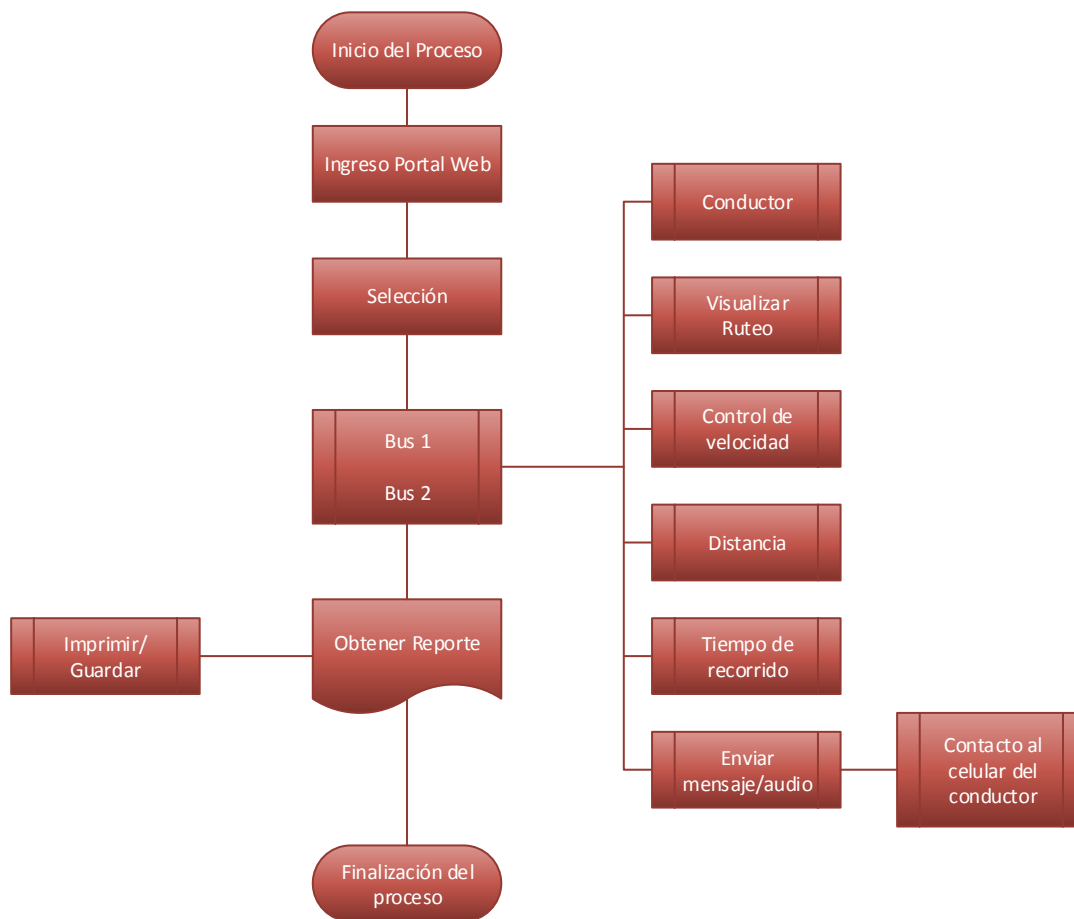 Inicio del Proceso
Ingreso Portal Web
Selección
Bus 1
Bus 2
Conductor
Visualizar
Ruteo
Control de
velocidad
Distancia
Tiempo de
recorrido
Enviar
mensaje/audio
Contacto al
celular del
conductor
Obtener Reporte
Imprimir/
Guardar
Finalización del
proceso